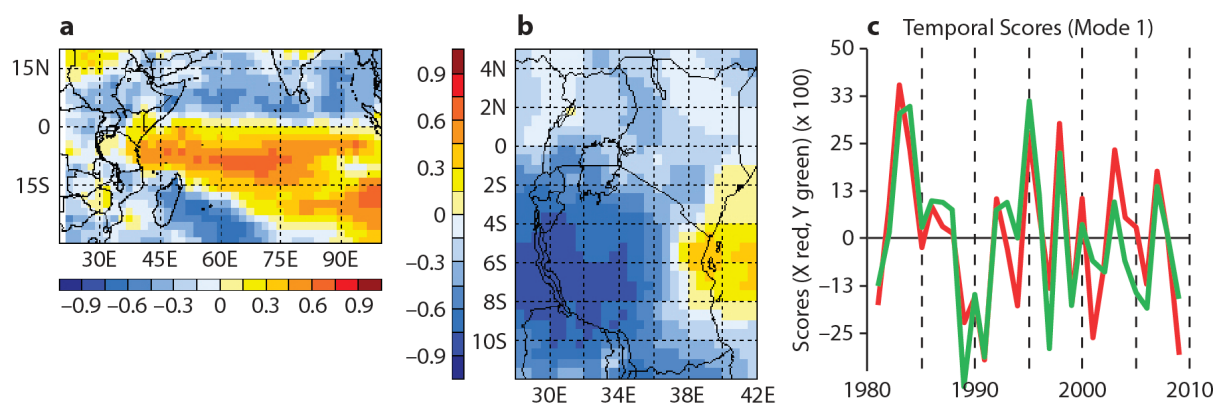 a
15N
0
15S
30E 45E 60E 75E 90E
−0.9 −0.6 −0.3 0 0.3 0.6 0.9
0.9
0.6
0.3
0
−0.3
−0.6
−0.9
b
4N
2N
0
2S
4S
6S
8S
10S
30E 34E 38E 42E
c Temporal Scores (Mode 1)
Scores (X red, Y green) (x 100)
50
33
25
13
0
−13
−25
1980 1990 2000 2010